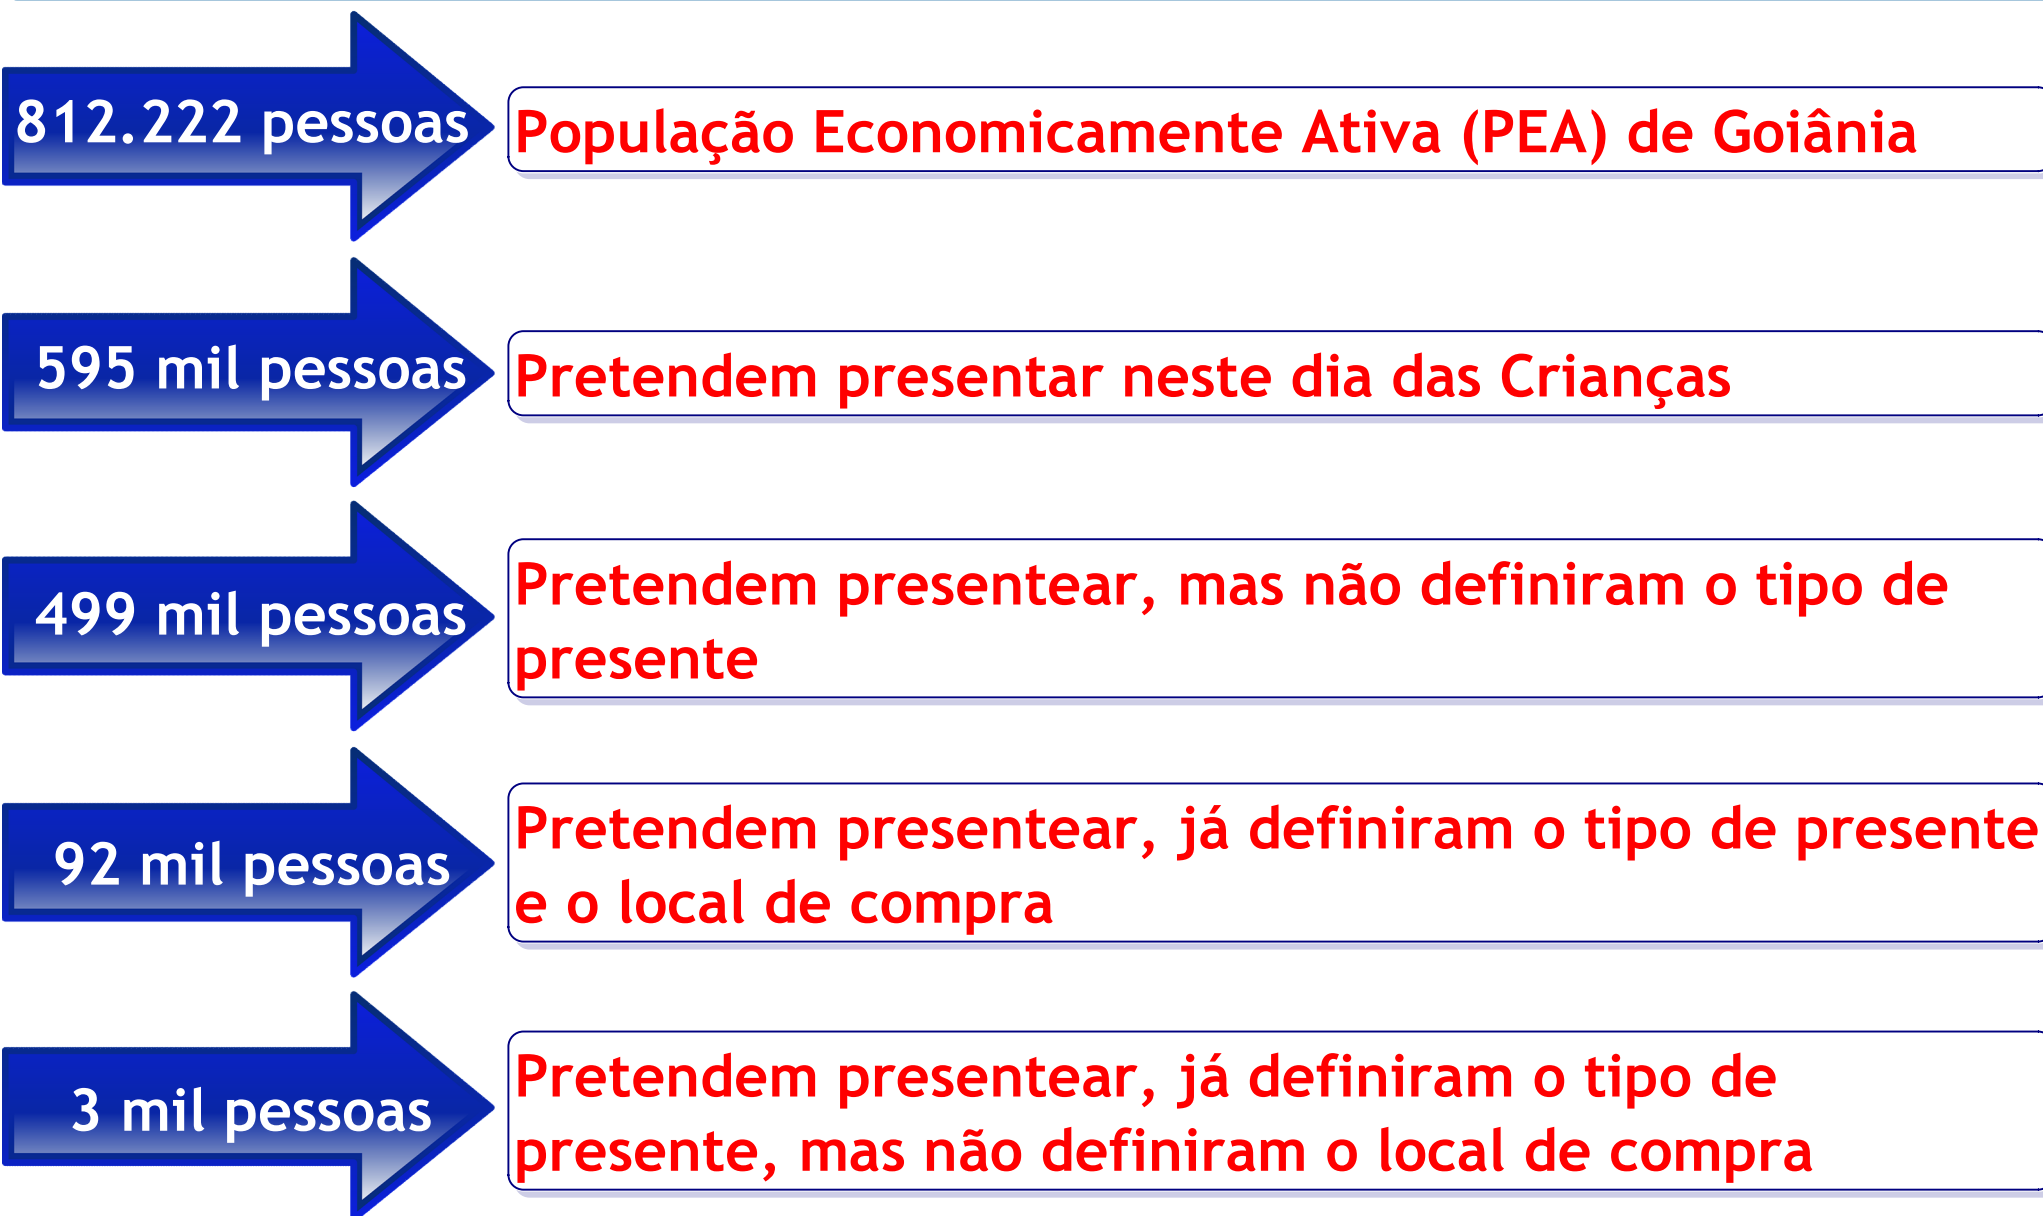 812.222 pessoas
População Economicamente Ativa (PEA) de Goiânia
595 mil pessoas
Pretendem presentar neste dia das Crianças
499 mil pessoas
Pretendem presentear, mas não definiram o tipo de
presente
92 mil pessoas
Pretendem presentear, já definiram o tipo de presente
e o local de compra
3 mil pessoas
Pretendem presentear, já definiram o tipo de
presente, mas não definiram o local de compra